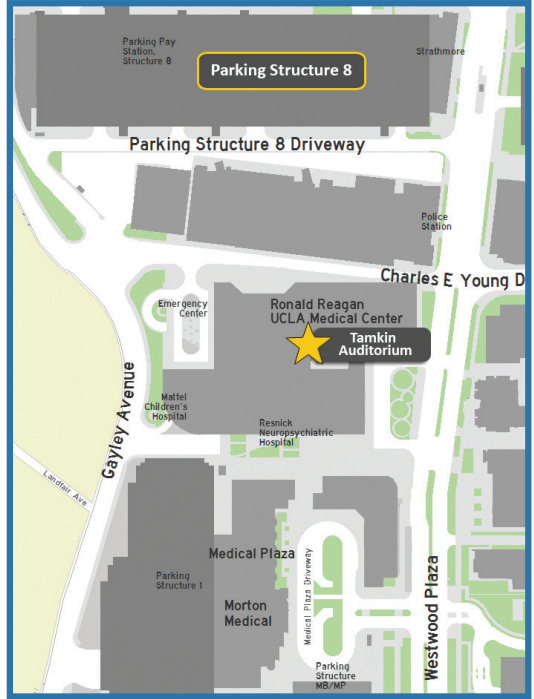 Parking Pay
Station,
Structure 8
Parking Structure 8
Strathmore
Parking Structure 8 Driveway
Police
Station
Charles E Young D
Emergency
Center
Ronald Reagan
UCLA Medical Center
Tamkin
Auditorium
Gayley Avenue
Mattel
Children's
Hospital
Resnick
Neuropsychiatric
Hospital
Landfair Ave
Medical Plaza
Parking
Structure 1
Morton
Medical
Medical Plaza Driveway
Westwood Plaza
Parking
Structure
MB/MP